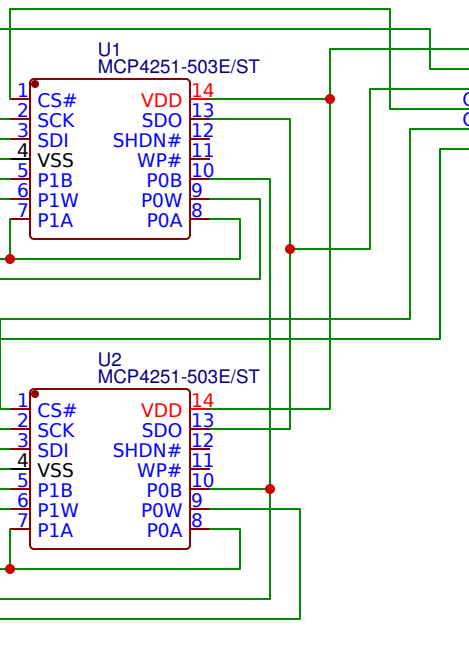 U1
MCP4251-503E/ST
1 CS# VDD 14
2 SCK SDO 13
3 SDI SHDN# 12
4 VSS WP# 11
5 P1B P0B 10
6 P1W P0W 9
7 P1A P0A 8
U2
MCP4251-503E/ST
1 CS# VDD 14
2 SCK SDO 13
3 SDI SHDN# 12
4 VSS WP# 11
5 P1B P0B 10
6 P1W P0W 9
7 P1A P0A 8